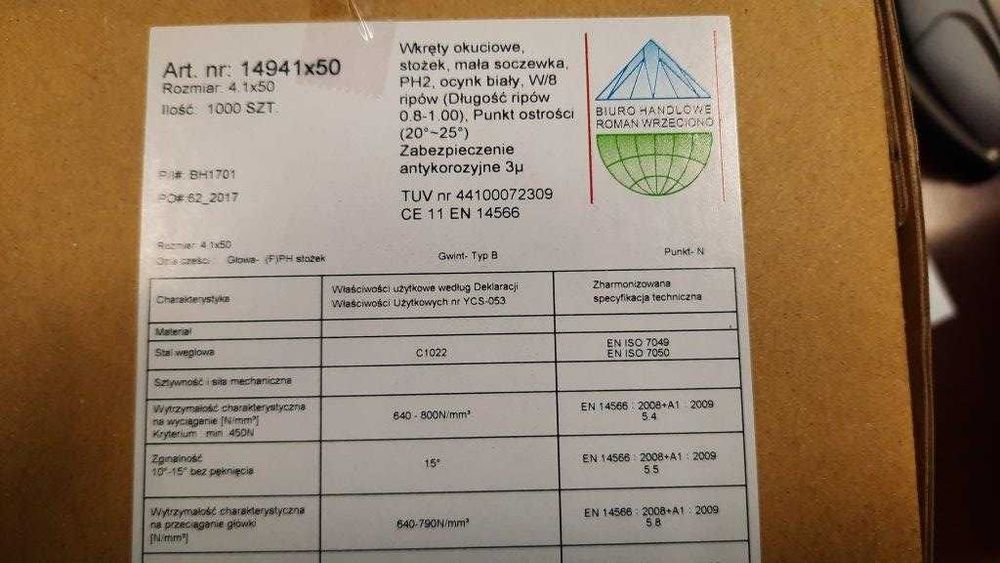 Art. nr: 14941x50
Rozmiar: 4.1x50
Ilość: 1000 SZT.
P/I#: BH1701
PO#:62_2017
Wkręty okuciowe,
stożek, mała soczewka,
PH2, ocynk biały, W/8
ripów (Długość ripów
0.8-1.00), Punkt ostrości
(20°~25°)
Zabezpieczenie
antykorozyjne 3µ
TUV nr 44100072309
CE 11 EN 14566
BIURO HANDLOWE
ROMAN WRZECIONO
Rozmiar: 4.1x50
części: Głowa- (F)PH stożek
Gwint- Typ B
Punkt- N
Charakterystyka
Właściwości użytkowe według Deklaracji
Właściwości Użytkowych nr YCS-053
Zharmonizowana
specyfikacja techniczna
Materiał
Stal węglowa
C1022
EN ISO 7049
EN ISO 7050
Sztywność i siła mechaniczna
Wytrzymałość charakterystyczna
na wyciąganie [N/mm²]
Kryterium min 450N
640 - 800N/mm²
EN 14566 : 2008+A1 : 2009
5.4
Zginalność
10°-15° bez pęknięcia
15°
EN 14566 : 2008+A1 : 2009
5.5
Wytrzymałość charakterystyczna
na przeciąganie główki
[N/mm²]
640-790N/mm²
EN 14566 : 2008+A1 : 2009
5.8